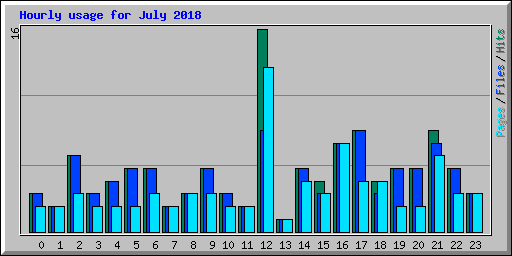 Hourly usage for July 2018
16
Pages/Files/Hits
0 1 2 3 4 5 6 7 8 9 10 11 12 13 14 15 16 17 18 19 20 21 22 23